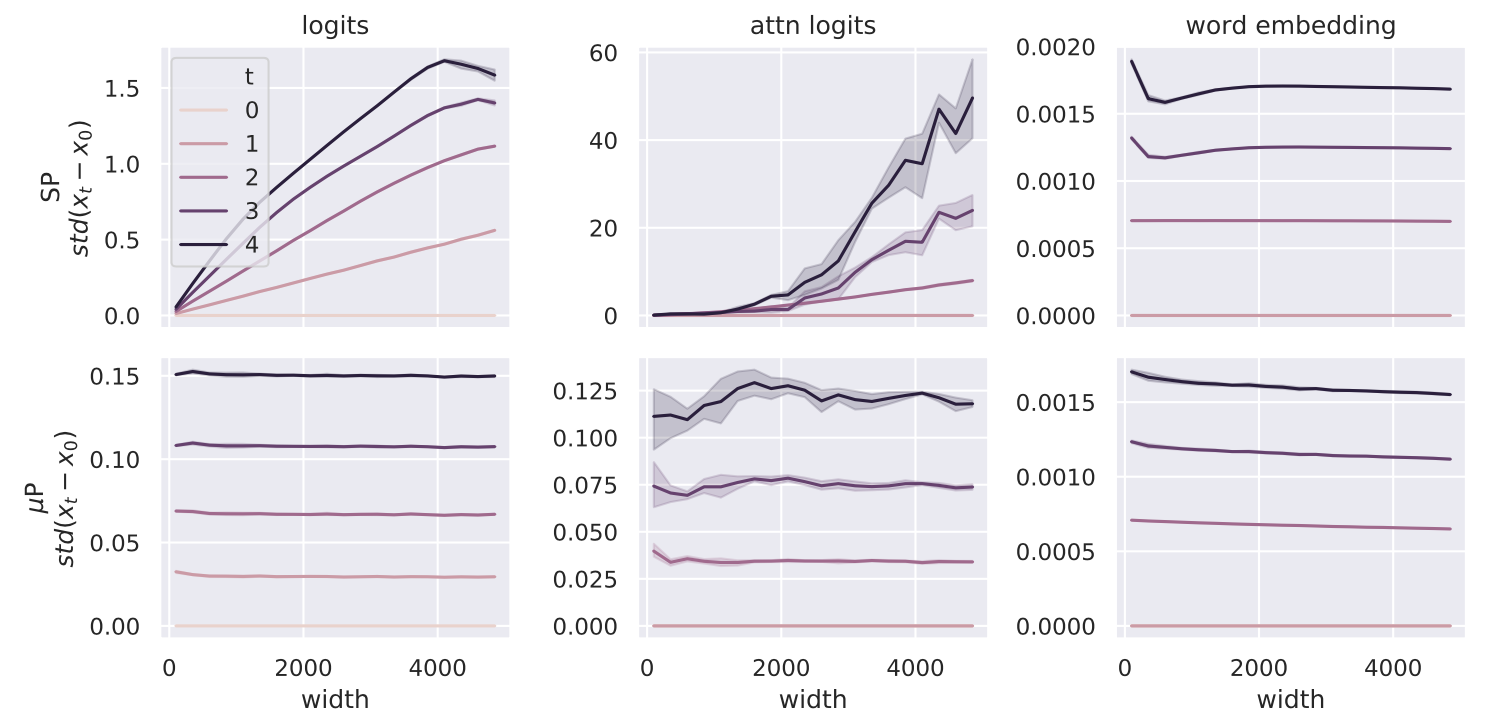 logits
attn logits
word embedding
SP
std(x_t − x_0)
1.5
1.0
0.5
0.0
t
0
1
2
3
4
60
40
20
0
0.0020
0.0015
0.0010
0.0005
0.0000
μP
std(x_t − x_0)
0.15
0.10
0.05
0.00
0.125
0.100
0.075
0.050
0.025
0.000
0.0015
0.0010
0.0005
0.0000
0 2000 4000
0 2000 4000
0 2000 4000
width
width
width